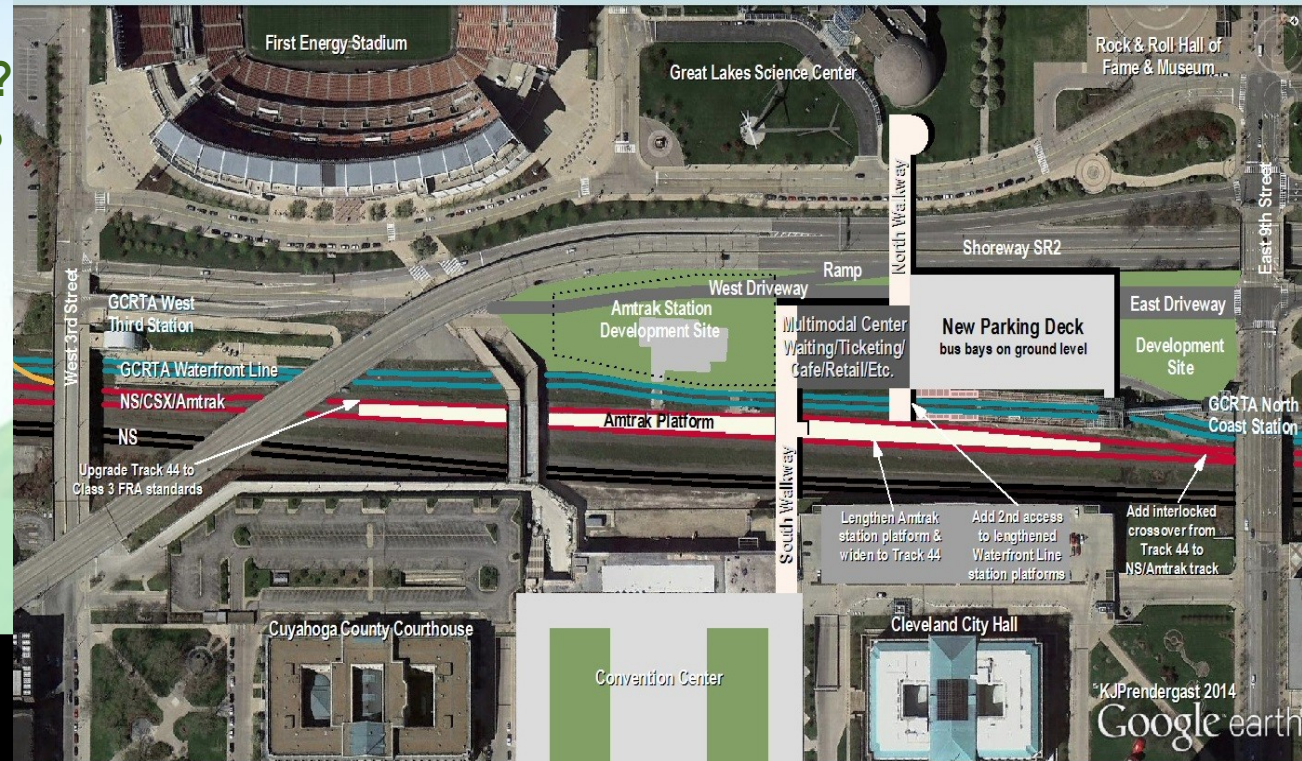 ?
First Energy Stadium
Great Lakes Science Center
Rock & Roll Hall of
Fame & Museum
West 3rd Street
East 9th Street
North Walkway
Shoreway SR2
Ramp
West Driveway
East Driveway
GCRTA West
Third Station
Amtrak Station
Development Site
Multimodal Center
Waiting/Ticketing/
Cafe/Retail/Etc.
New Parking Deck
bus bays on ground level
Development
Site
GCRTA Waterfront Line
NS/CSX/Amtrak
NS
Amtrak Platform
GCRTA North
Coast Station
Upgrade Track 44 to
Class 3 FRA standards
South Walkway
Lengthen Amtrak
station platform &
widen to Track 44
Add 2nd access
to lengthened
Waterfront Line
station platforms
Add interlocked
crossover from
Track 44 to
NS/Amtrak track
Cuyahoga County Courthouse
Convention Center
Cleveland City Hall
KJPrendergast 2014
Google earth